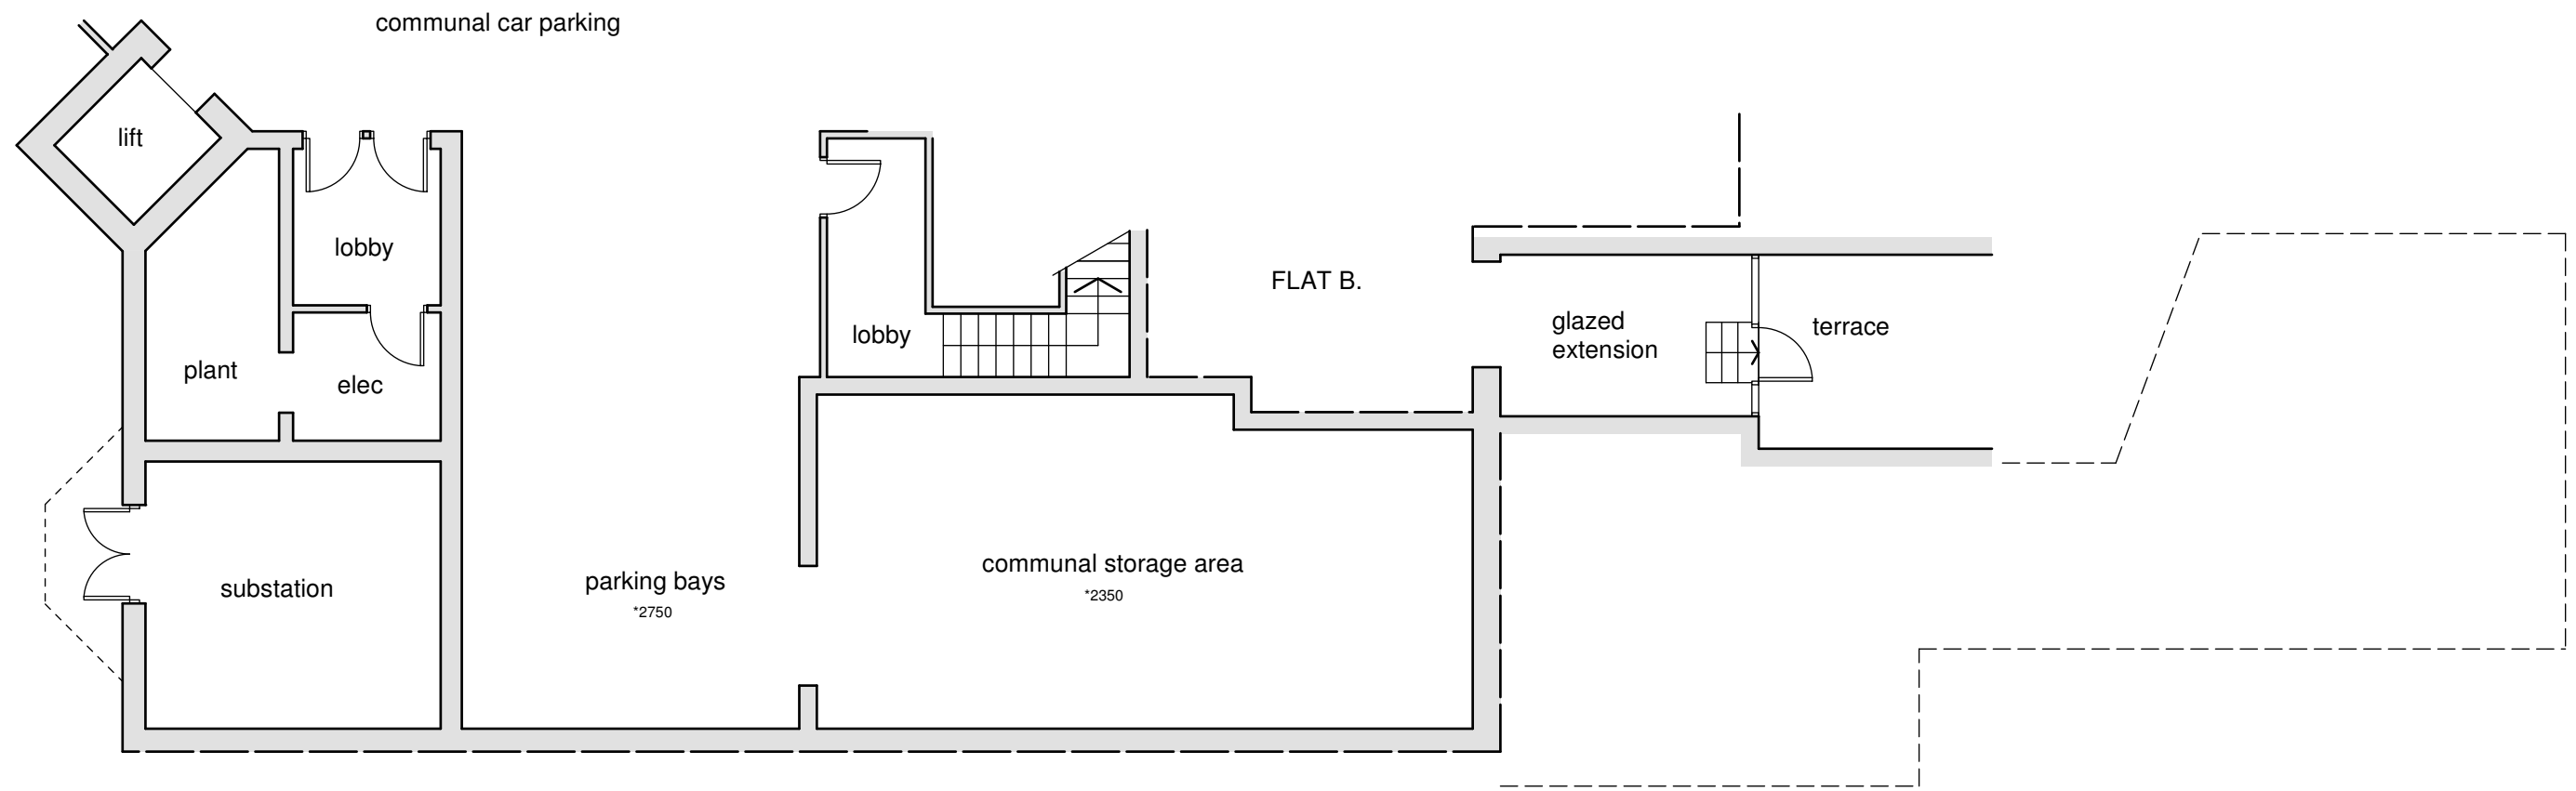 communal car parking
lift
lobby
FLAT B.
glazed
extension
terrace
lobby
plant
elec
communal storage area
*2350
parking bays
*2750
substation